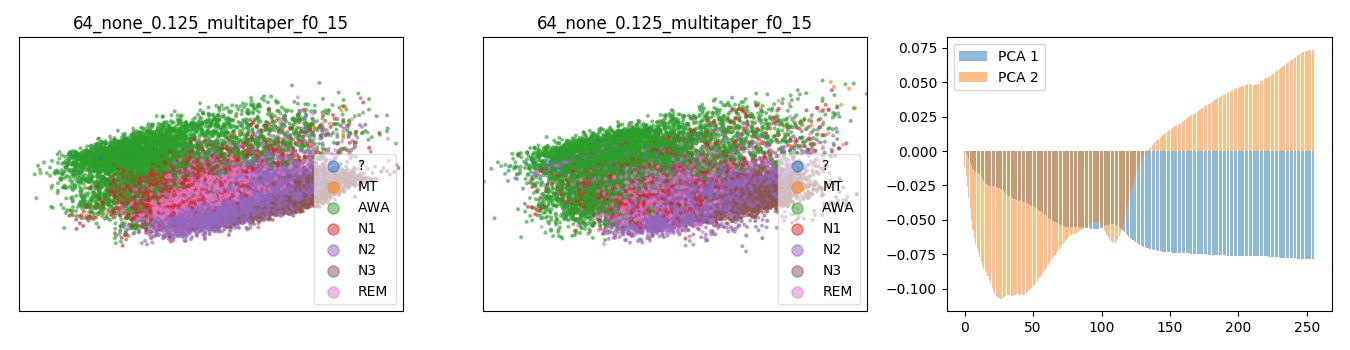 64_none_0.125_multitaper_f0_15
?
MT
AWA
N1
N2
N3
REM
64_none_0.125_multitaper_f0_15
?
MT
AWA
N1
N2
N3
REM
PCA 1
PCA 2
0.075
0.050
0.025
0.000
−0.025
−0.050
−0.075
−0.100
0 50 100 150 200 250